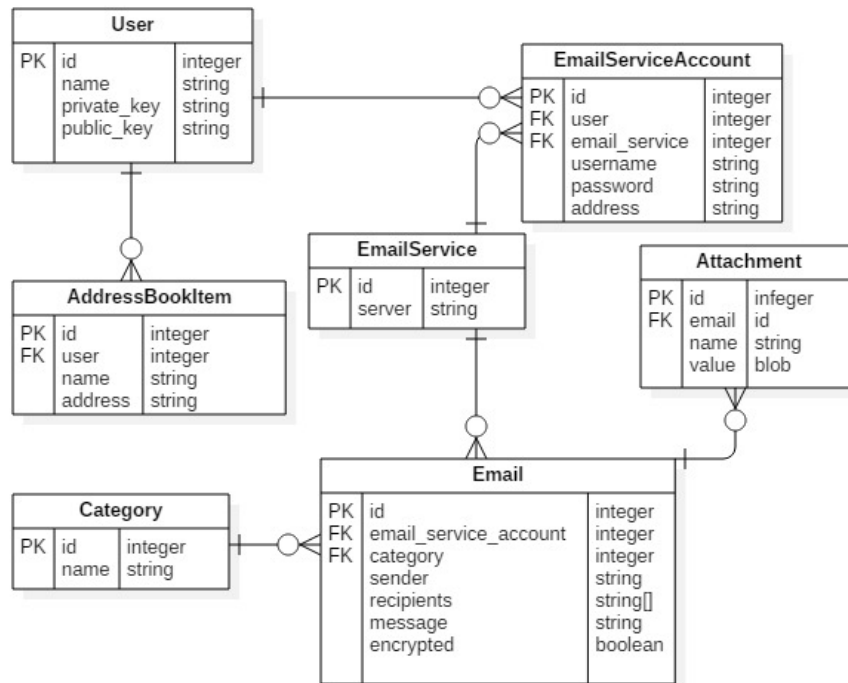 User
PK id integer
name string
private_key string
public_key string
EmailServiceAccount
PK id integer
FK user integer
FK email_service integer
username string
password string
address string
EmailService
PK id integer
server string
Attachment
PK id infeger
FK email id
name string
value blob
AddressBookItem
PK id integer
FK user integer
name string
address string
Email
PK id integer
FK email_service_account integer
FK category integer
sender string
recipients string[]
message string
encrypted boolean
Category
PK id integer
name string